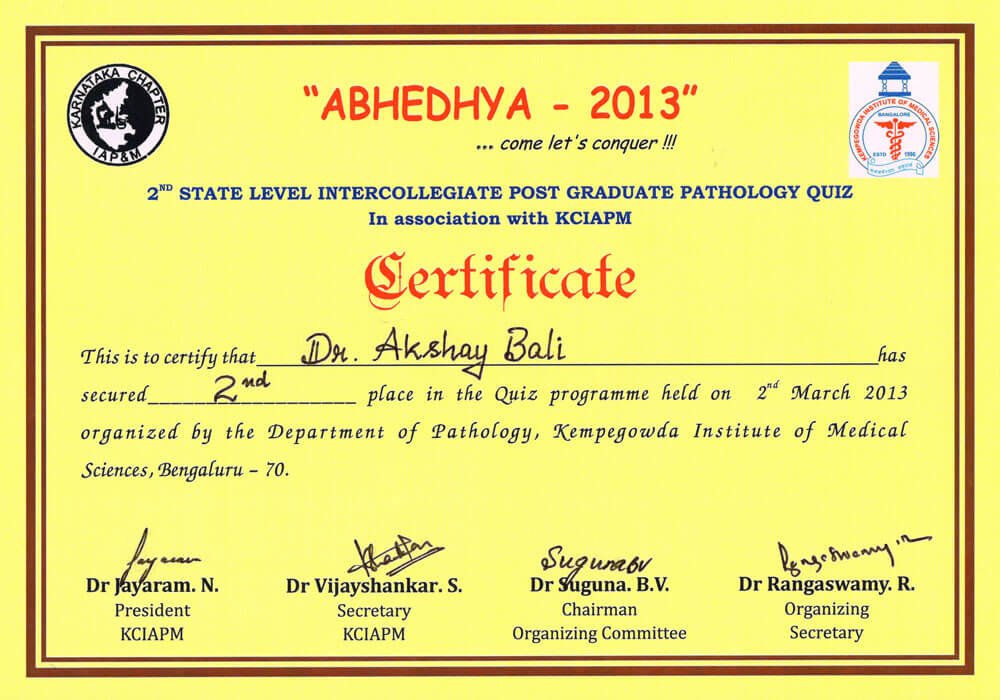 KARNATAKA CHAPTER
IAP&M
"ABHEDHYA - 2013"
... come let's conquer !!!
KEMPEGOWDA INSTITUTE OF MEDICAL SCIENCES
BANGALORE
ESTD 
2ND STATE LEVEL INTERCOLLEGIATE POST GRADUATE PATHOLOGY QUIZ
In association with KCIAPM
Certificate
This is to certify that Dr. Akshay Bali has
secured 2nd place in the Quiz programme held on 2nd March 2013
organized by the Department of Pathology, Kempegowda Institute of Medical
Sciences, Bengaluru – 70.
Jayaram
Sugunabv
Rangaswamy.R
Dr Jayaram. N. Dr Vijayshankar. S. Dr Suguna. B.V. Dr Rangaswamy. R.
President Secretary Chairman Organizing
KCIAPM KCIAPM Organizing Committee Secretary